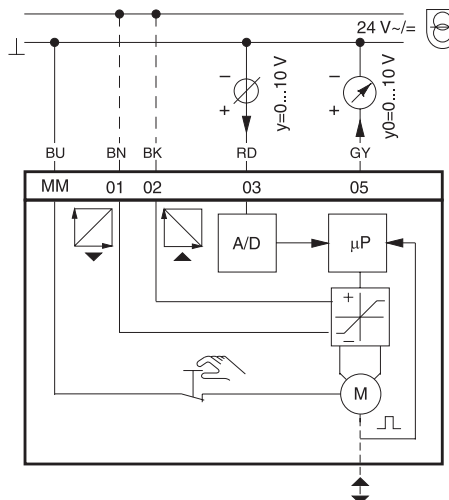 24 V~/=
⊥
− − 
+ +
y=0...10 V
y0=0...10 V
BU BN BK RD GY
MM 01 02 03 05
A/D
µP
+
−
M